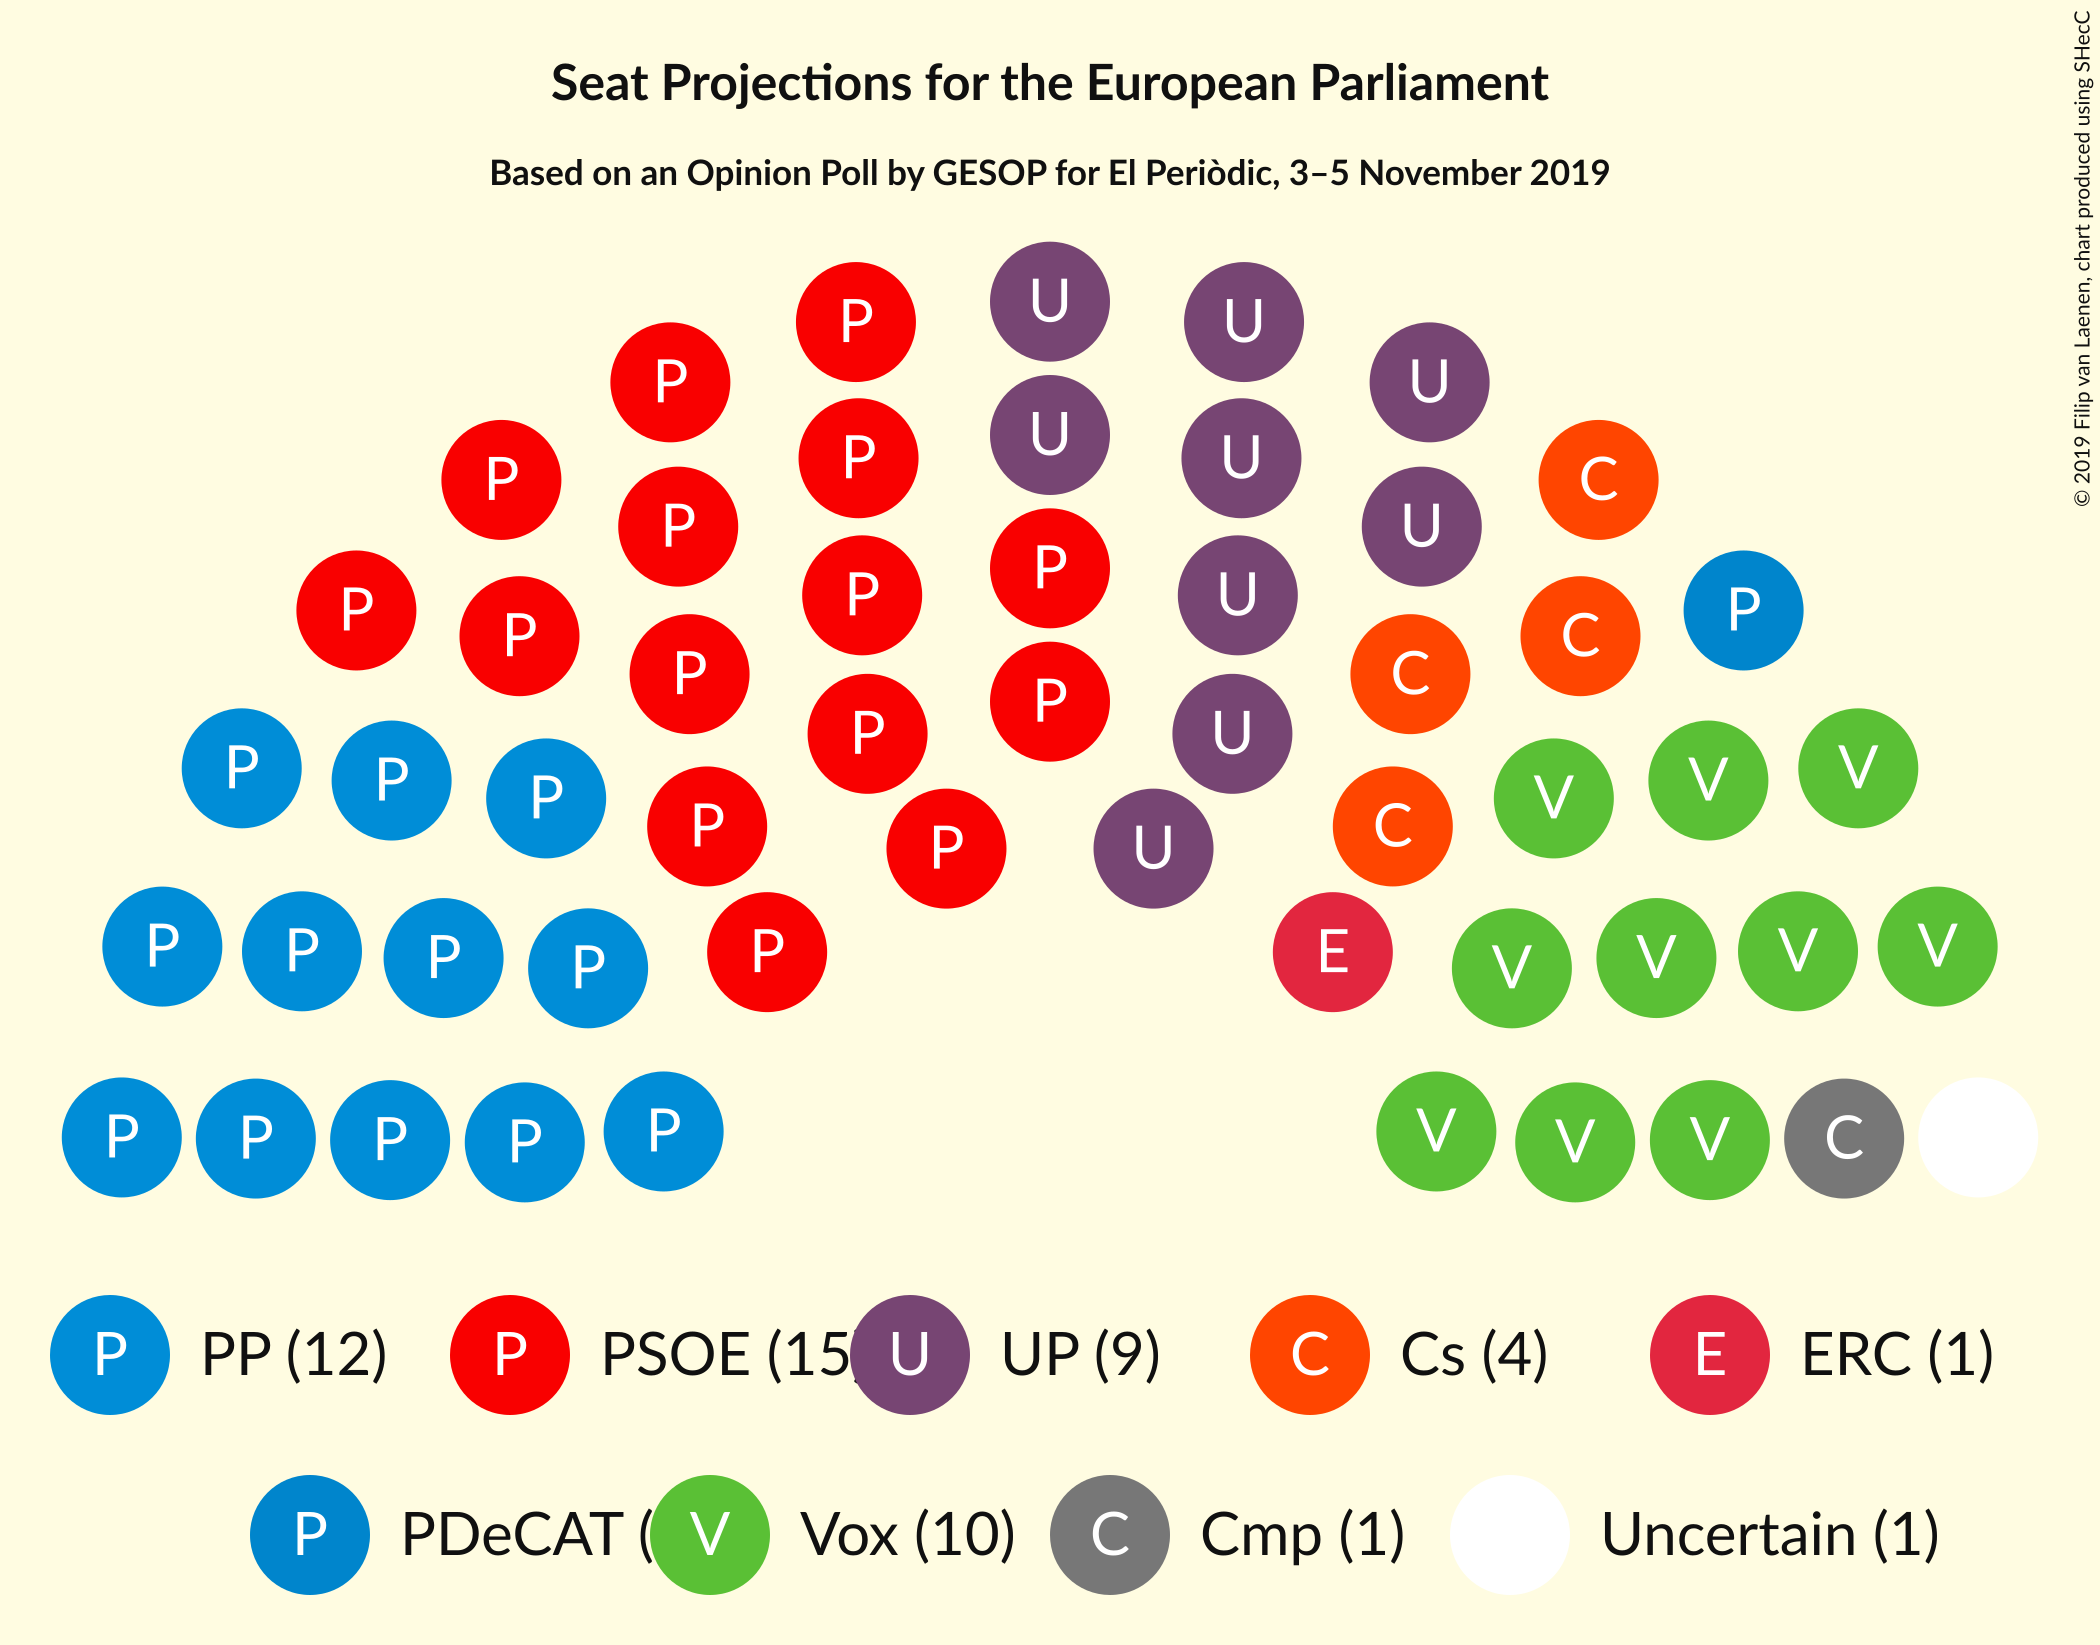 Seat Projections for the European Parliament
Based on an Opinion Poll by GESOP for El Periòdic, 3–5 November 2019
© 2019 Filip van Laenen, chart produced using SHecC
U
P U
P U
U
P U
P C
P U
P U
P
P U
P C
P P
P C
P
P V
P V
P V
P C
P U
P V
P V
P V
P E
P V
P V
P V
P V
P V
P C
P PP (12) P PSOE (15 U UP (9) C Cs (4) E ERC (1)
P PDeCAT ( V Vox (10) C Cmp (1) Uncertain (1)